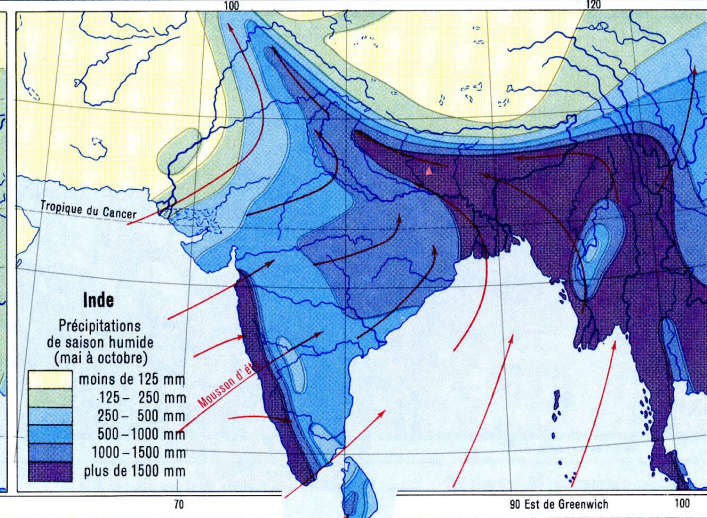 100
120
Tropique du Cancer
Inde
Précipitations
de saison humide
(mai à octobre)
moins de 125 mm
125 – 250 mm
250 – 500 mm
500 – 1000 mm
1000 – 1500 mm
plus de 1500 mm
Mousson d'été
70
90 Est de Greenwich
100